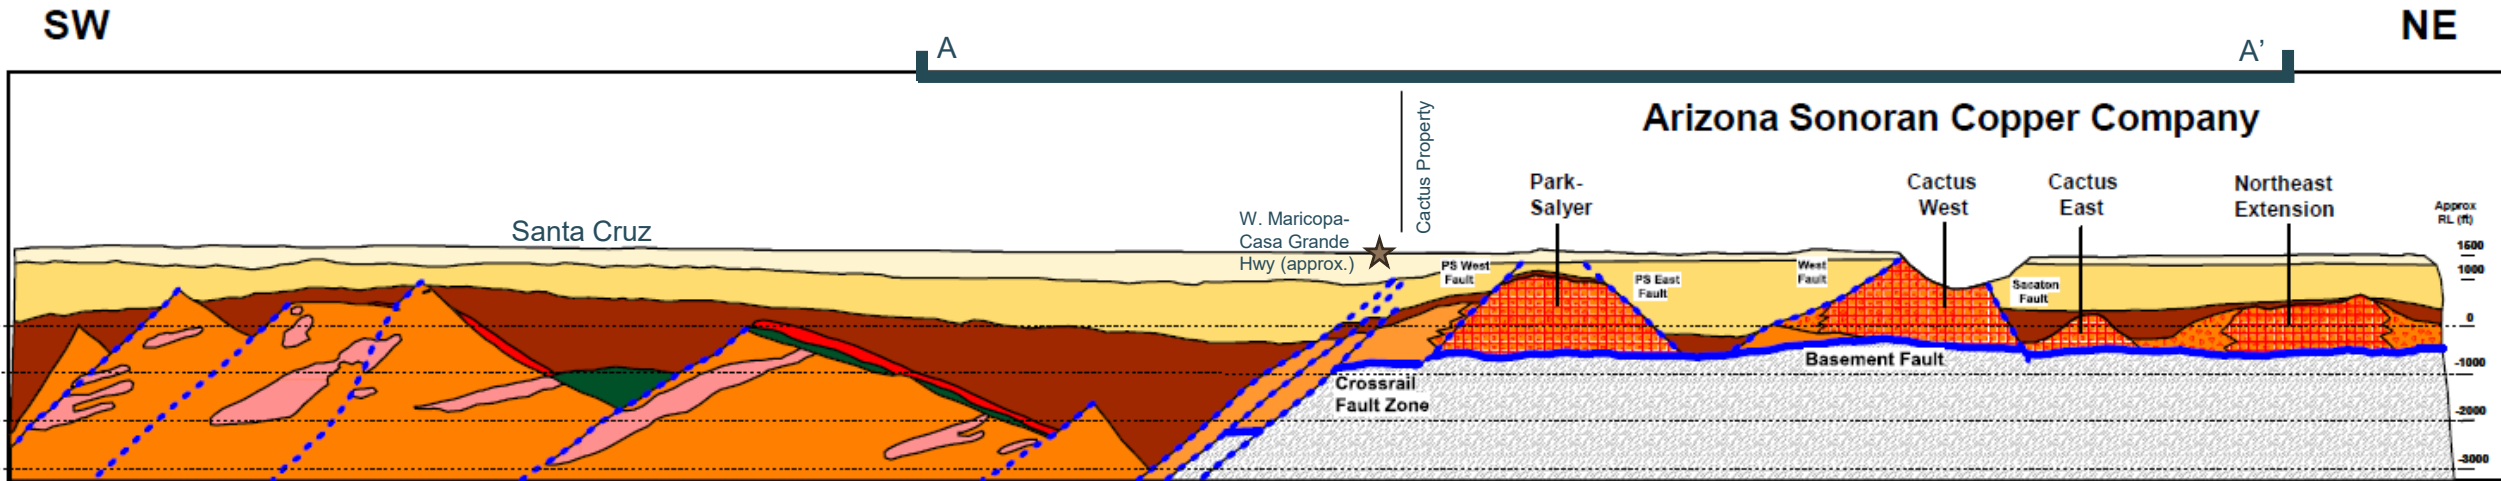 SW
NE
A
A’
Arizona Sonoran Copper Company
Cactus Property
Santa Cruz
W. Maricopa-
Casa Grande
Hwy (approx.)
Park-
Salyer
Cactus
West
Cactus
East
Northeast
Extension
Approx
RL (ft)
1500
1000
0
-1000
-2000
-3000
PS West
Fault
PS East
Fault
West
Fault
Sacaton
Fault
Basement Fault
Crossrail
Fault Zone